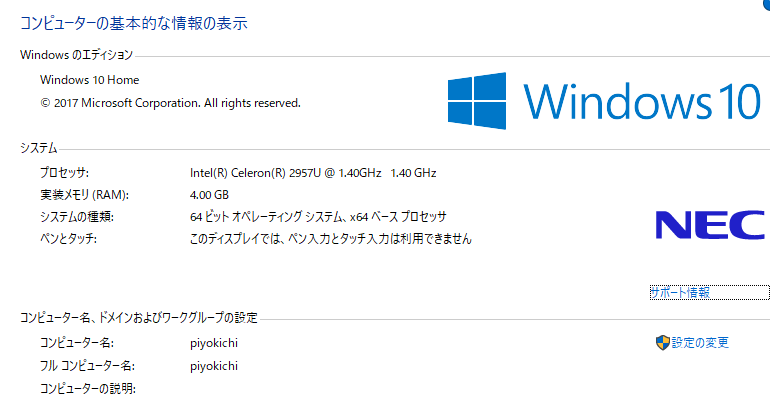 コンピューターの基本的な情報の表示
Windows のエディション
Windows 10 Home
© 2017 Microsoft Corporation. All rights reserved.
Windows 10
システム
プロセッサ: Intel(R) Celeron(R) 2957U @ 1.40GHz 1.40 GHz
実装メモリ (RAM): 4.00 GB
システムの種類: 64 ビット オペレーティング システム、x64 ベース プロセッサ
ペンとタッチ: このディスプレイでは、ペン入力とタッチ入力は利用できません
NEC
サポート情報
コンピューター名、ドメインおよびワークグループの設定
コンピューター名: piyokichi
設定の変更
フル コンピューター名: piyokichi
コンピューターの説明: